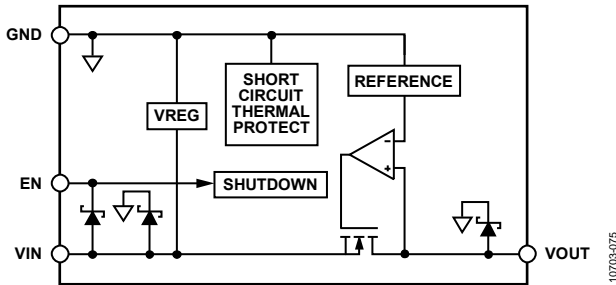 GND
SHORT
CIRCUIT
THERMAL
PROTECT
REFERENCE
VREG
-
+
EN
SHUTDOWN
VIN
VOUT
10703-075